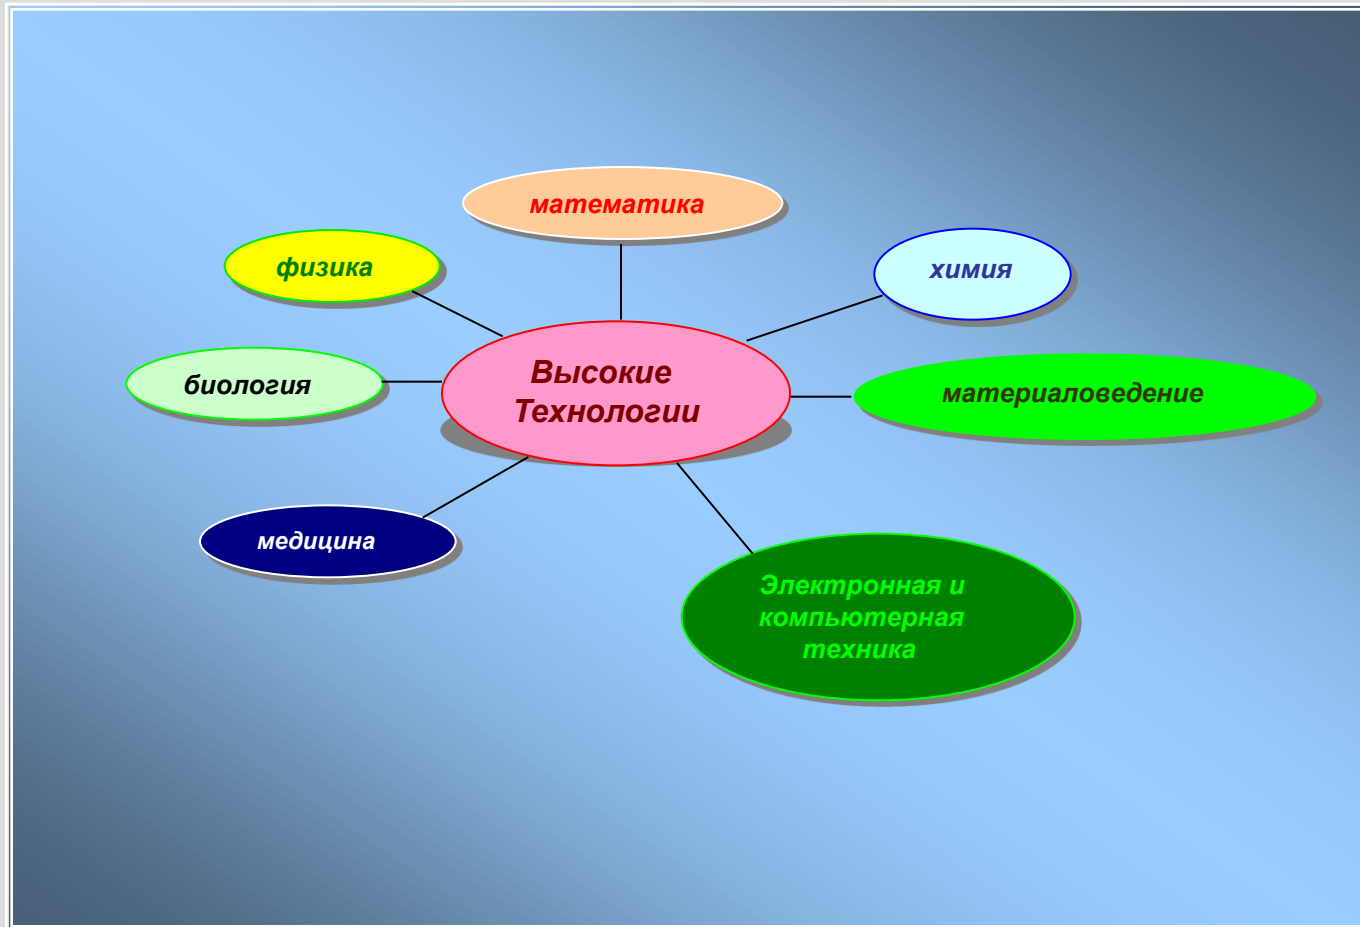 математика
физика
химия
Высокие
Технологии
биология
материаловедение
медицина
Электронная и
компьютерная
техника